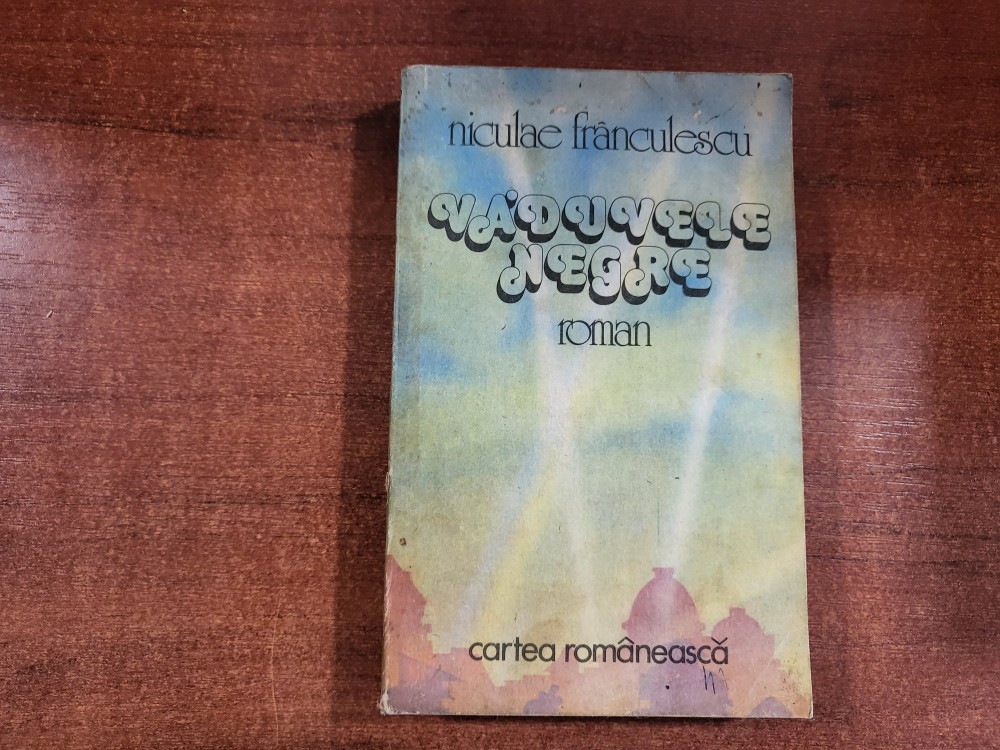 niculae frânculescu
VĂDUVELE
NEGRE
roman
cartea românească